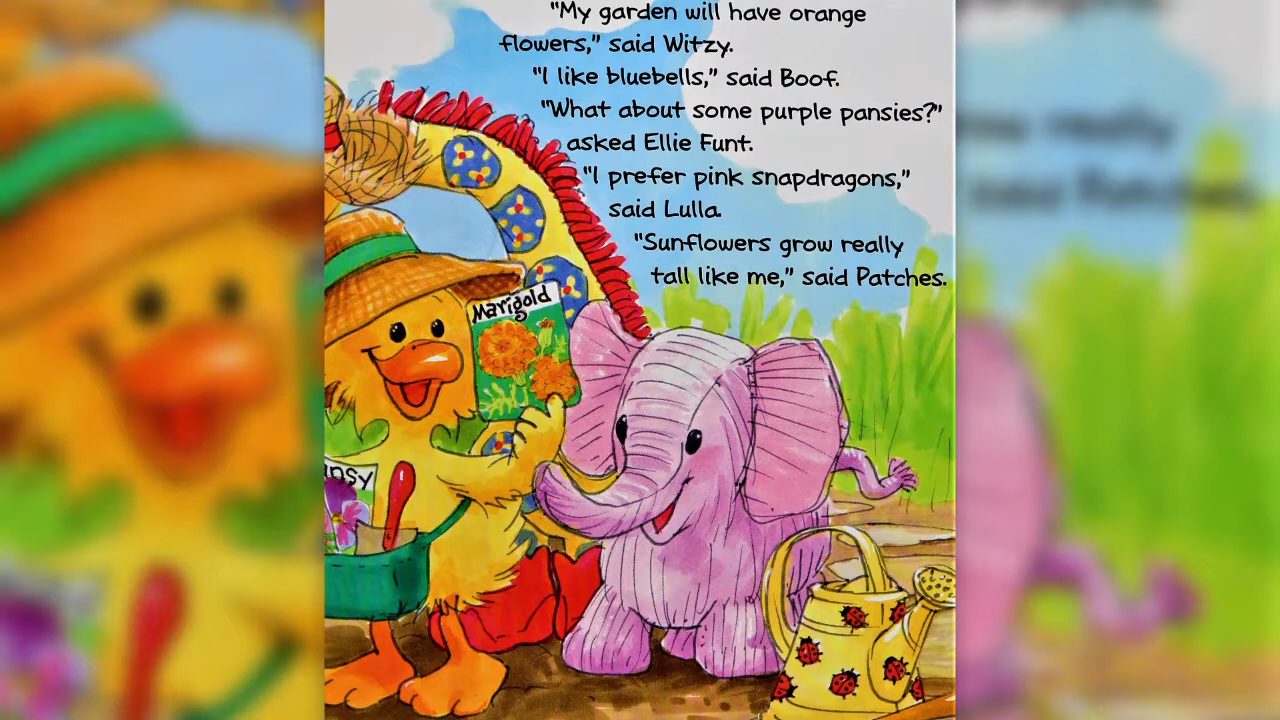 "My garden will have orange
flowers," said Witzy.
"I like bluebells," said Boof.
"What about some purple pansies?"
asked Ellie Funt.
"I prefer pink snapdragons,"
said Lulla.
"Sunflowers grow really
tall like me," said Patches.
Marigold